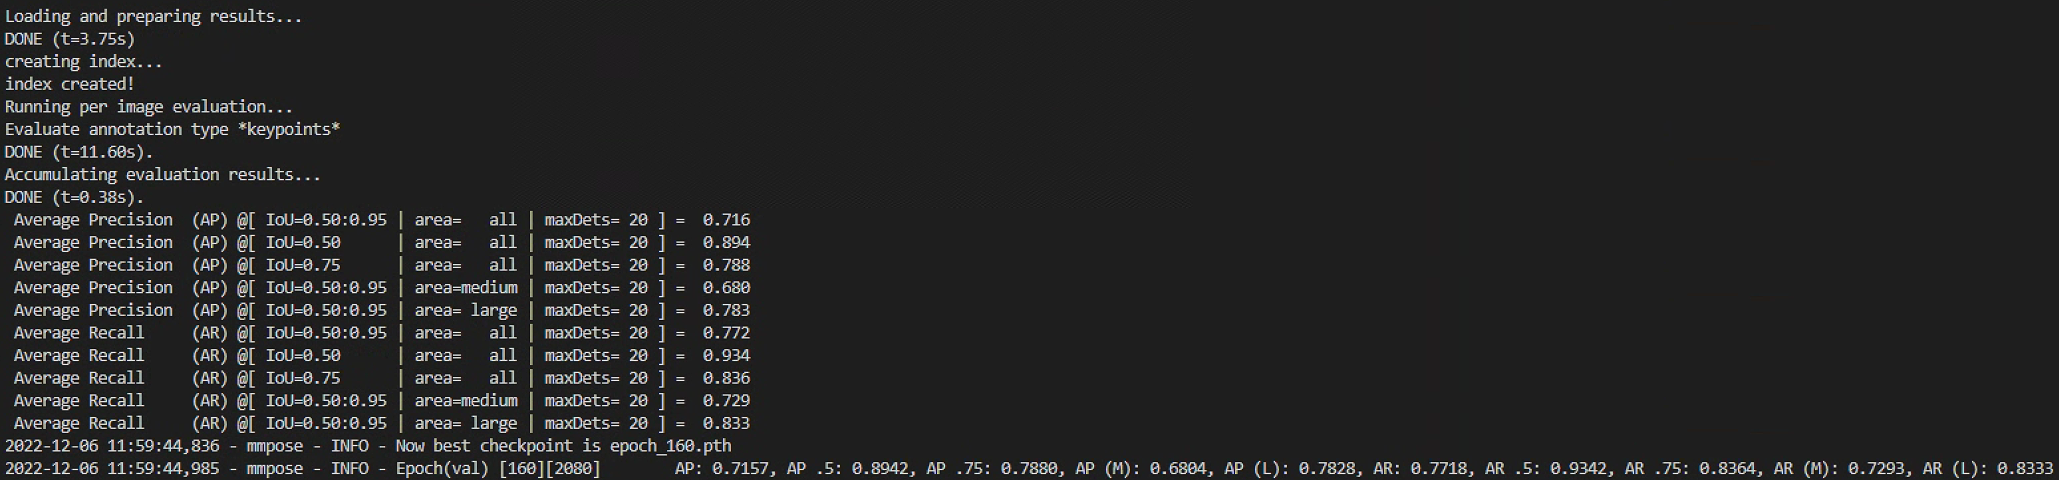 Loading and preparing results...
DONE (t=3.75s)
creating index...
index created!
Running per image evaluation...
Evaluate annotation type *keypoints*
DONE (t=11.60s).
Accumulating evaluation results...
DONE (t=0.38s).
 Average Precision  (AP) @[ IoU=0.50:0.95 | area=   all | maxDets= 20 ] =  0.716
 Average Precision  (AP) @[ IoU=0.50      | area=   all | maxDets= 20 ] =  0.894
 Average Precision  (AP) @[ IoU=0.75      | area=   all | maxDets= 20 ] =  0.788
 Average Precision  (AP) @[ IoU=0.50:0.95 | area=medium | maxDets= 20 ] =  0.680
 Average Precision  (AP) @[ IoU=0.50:0.95 | area= large | maxDets= 20 ] =  0.783
 Average Recall     (AR) @[ IoU=0.50:0.95 | area=   all | maxDets= 20 ] =  0.772
 Average Recall     (AR) @[ IoU=0.50      | area=   all | maxDets= 20 ] =  0.934
 Average Recall     (AR) @[ IoU=0.75      | area=   all | maxDets= 20 ] =  0.836
 Average Recall     (AR) @[ IoU=0.50:0.95 | area=medium | maxDets= 20 ] =  0.729
 Average Recall     (AR) @[ IoU=0.50:0.95 | area= large | maxDets= 20 ] =  0.833
2022-12-06 11:59:44,836 - mmpose - INFO - Now best checkpoint is epoch_160.pth
2022-12-06 11:59:44,985 - mmpose - INFO - Epoch(val) [160][2080]        AP: 0.7157, AP .5: 0.8942, AP .75: 0.7880, AP (M): 0.6804, AP (L): 0.7828, AR: 0.7718, AR .5: 0.9342, AR .75: 0.8364, AR (M): 0.7293, AR (L): 0.8333